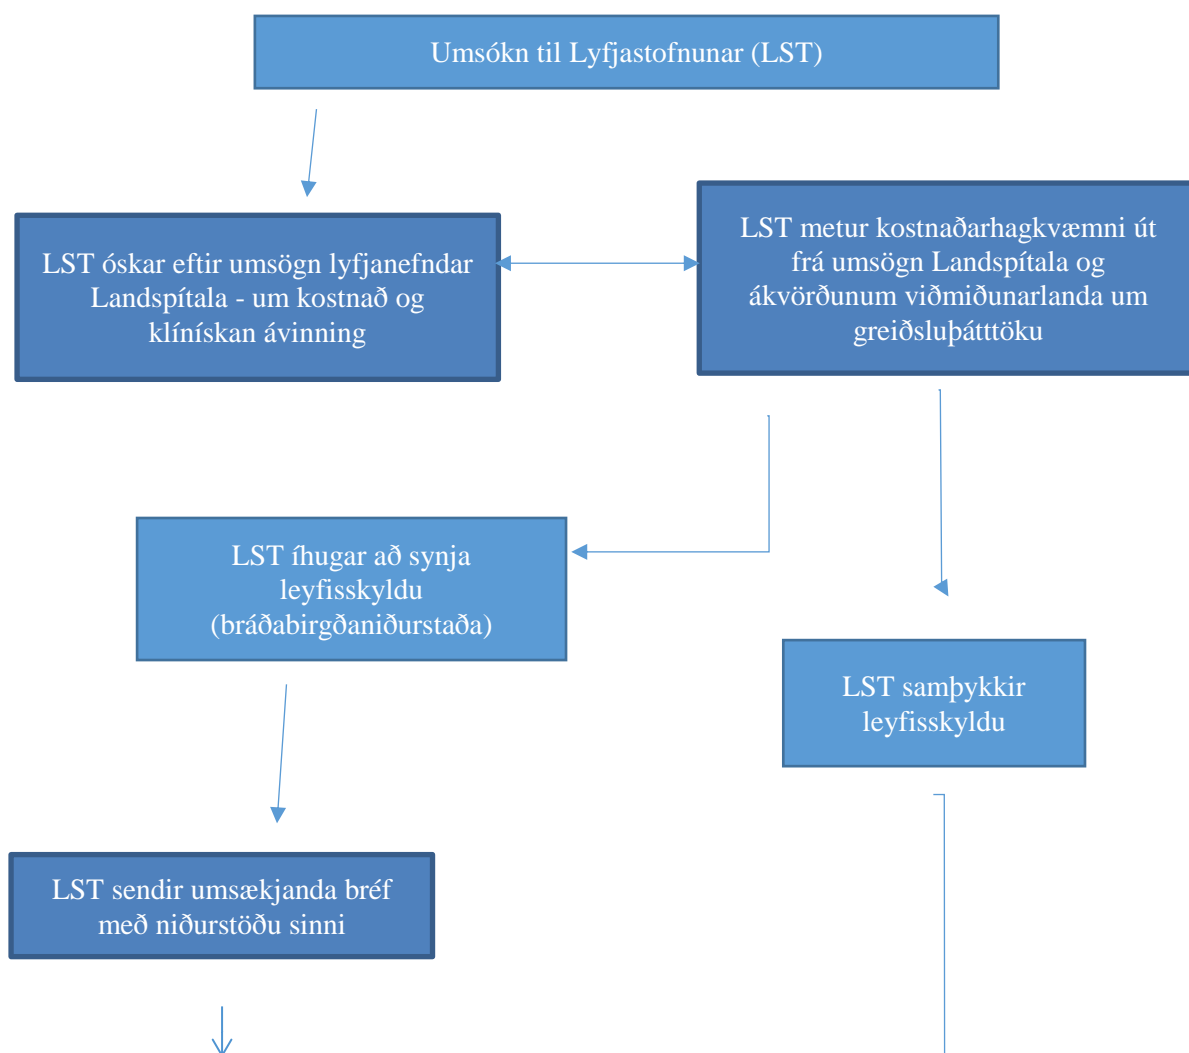 Umsókn til Lyfjastofnunar (LST)
LST óskar eftir umsögn lyfjanefndar
Landspítala - um kostnað og
klínískan ávinning
LST metur kostnaðarhagkvæmni út
frá umsögn Landspítala og
ákvörðunum viðmiðunarlanda um
greiðsluþátttöku
LST íhugar að synja
leyfisskyldu
(bráðabirgðaniðurstaða)
LST samþykkir
leyfisskyldu
LST sendir umsækjanda bréf
með niðurstöðu sinni